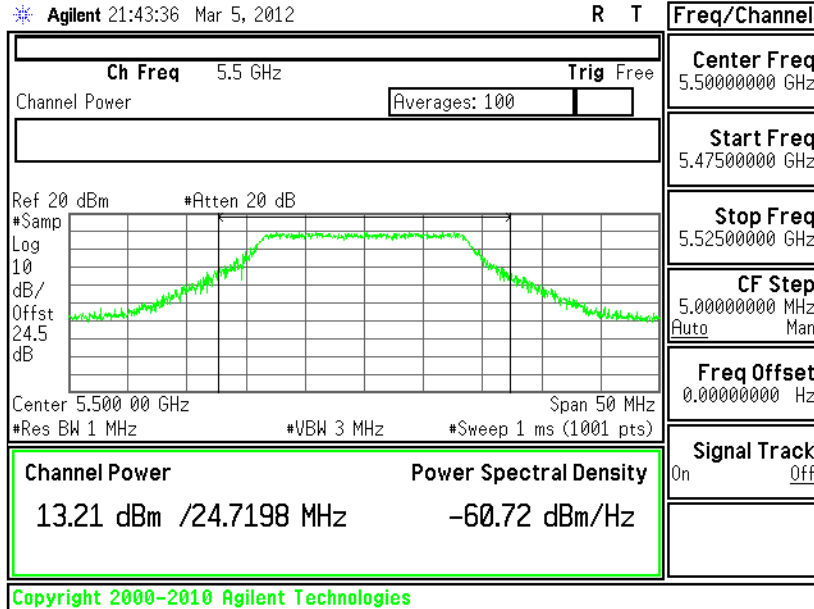 Agilent 21:43:36 Mar 5, 2012 R T
Ch Freq 5.5 GHz Trig Free
Channel Power Averages: 100
Ref 20 dBm #Atten 20 dB
#Samp
Log
10
dB/
Offst
24.5
dB
Center 5.500 00 GHz Span 50 MHz
#Res BW 1 MHz #VBW 3 MHz #Sweep 1 ms (1001 pts)
Channel Power Power Spectral Density
13.21 dBm /24.7198 MHz -60.72 dBm/Hz
Copyright 2000-2010 Agilent Technologies
Freq/Channel
Center Freq
5.50000000 GHz
Start Freq
5.47500000 GHz
Stop Freq
5.52500000 GHz
CF Step
5.00000000 MHz
Auto Man
Freq Offset
0.00000000 Hz
Signal Track
On Off